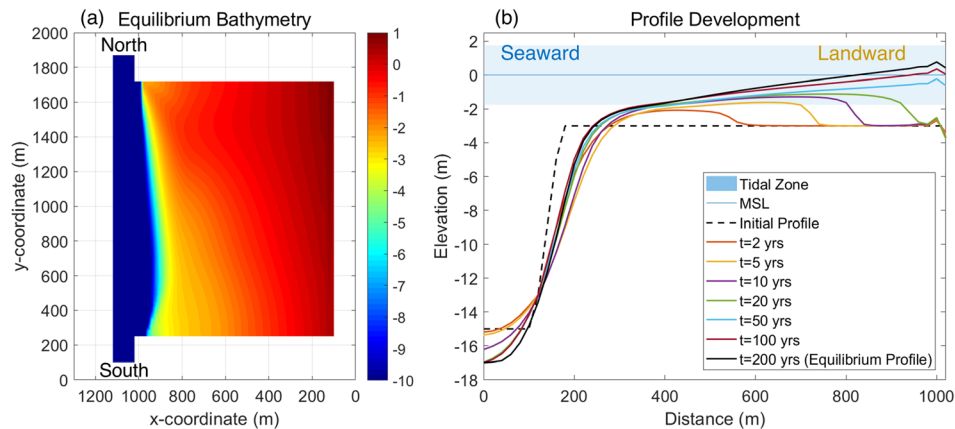 (a) Equilibrium Bathymetry
2000
1800
1600
1400
1200
1000
800
600
400
200
0
y-coordinate (m)
North
South
1200 1000 800 600 400 200 0
x-coordinate (m)
1
0
-1
-2
-3
-4
-5
-6
-7
-8
-9
-10
(b) Profile Development
2
0
-2
-4
-6
-8
-10
-12
-14
-16
-18
Elevation (m)
Seaward Landward
Tidal Zone
MSL
Initial Profile
t=2 yrs
t=5 yrs
t=10 yrs
t=20 yrs
t=50 yrs
t=100 yrs
t=200 yrs (Equilibrium Profile)
0 200 400 600 800 1000
Distance (m)